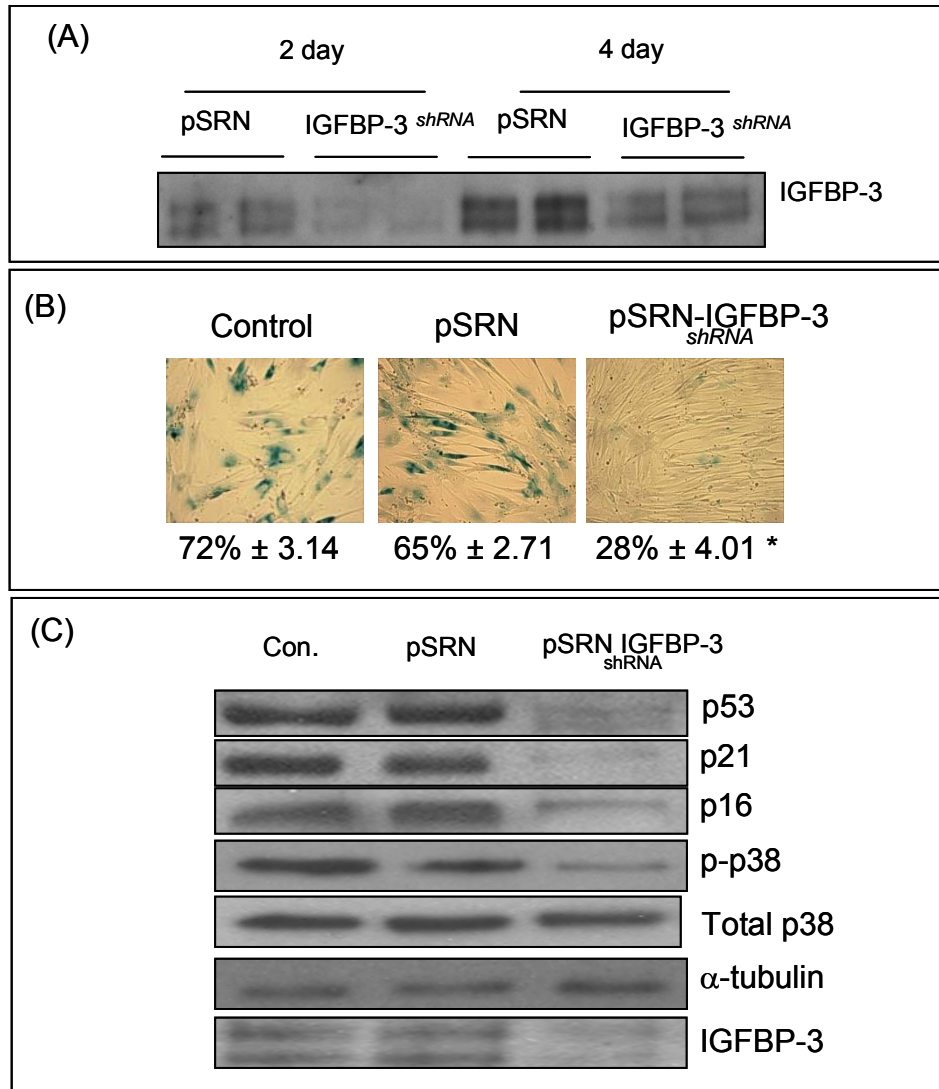 (A)
2 day 4 day
pSRN IGFBP-3 shRNA pSRN IGFBP-3 shRNA
IGFBP-3
(B)
Control pSRN pSRN-IGFBP-3
shRNA
72% ± 3.14 65% ± 2.71 28% ± 4.01 *
(C)
Con. pSRN pSRN IGFBP-3
shRNA
p53
p21
p16
p-p38
Total p38
α-tubulin
IGFBP-3